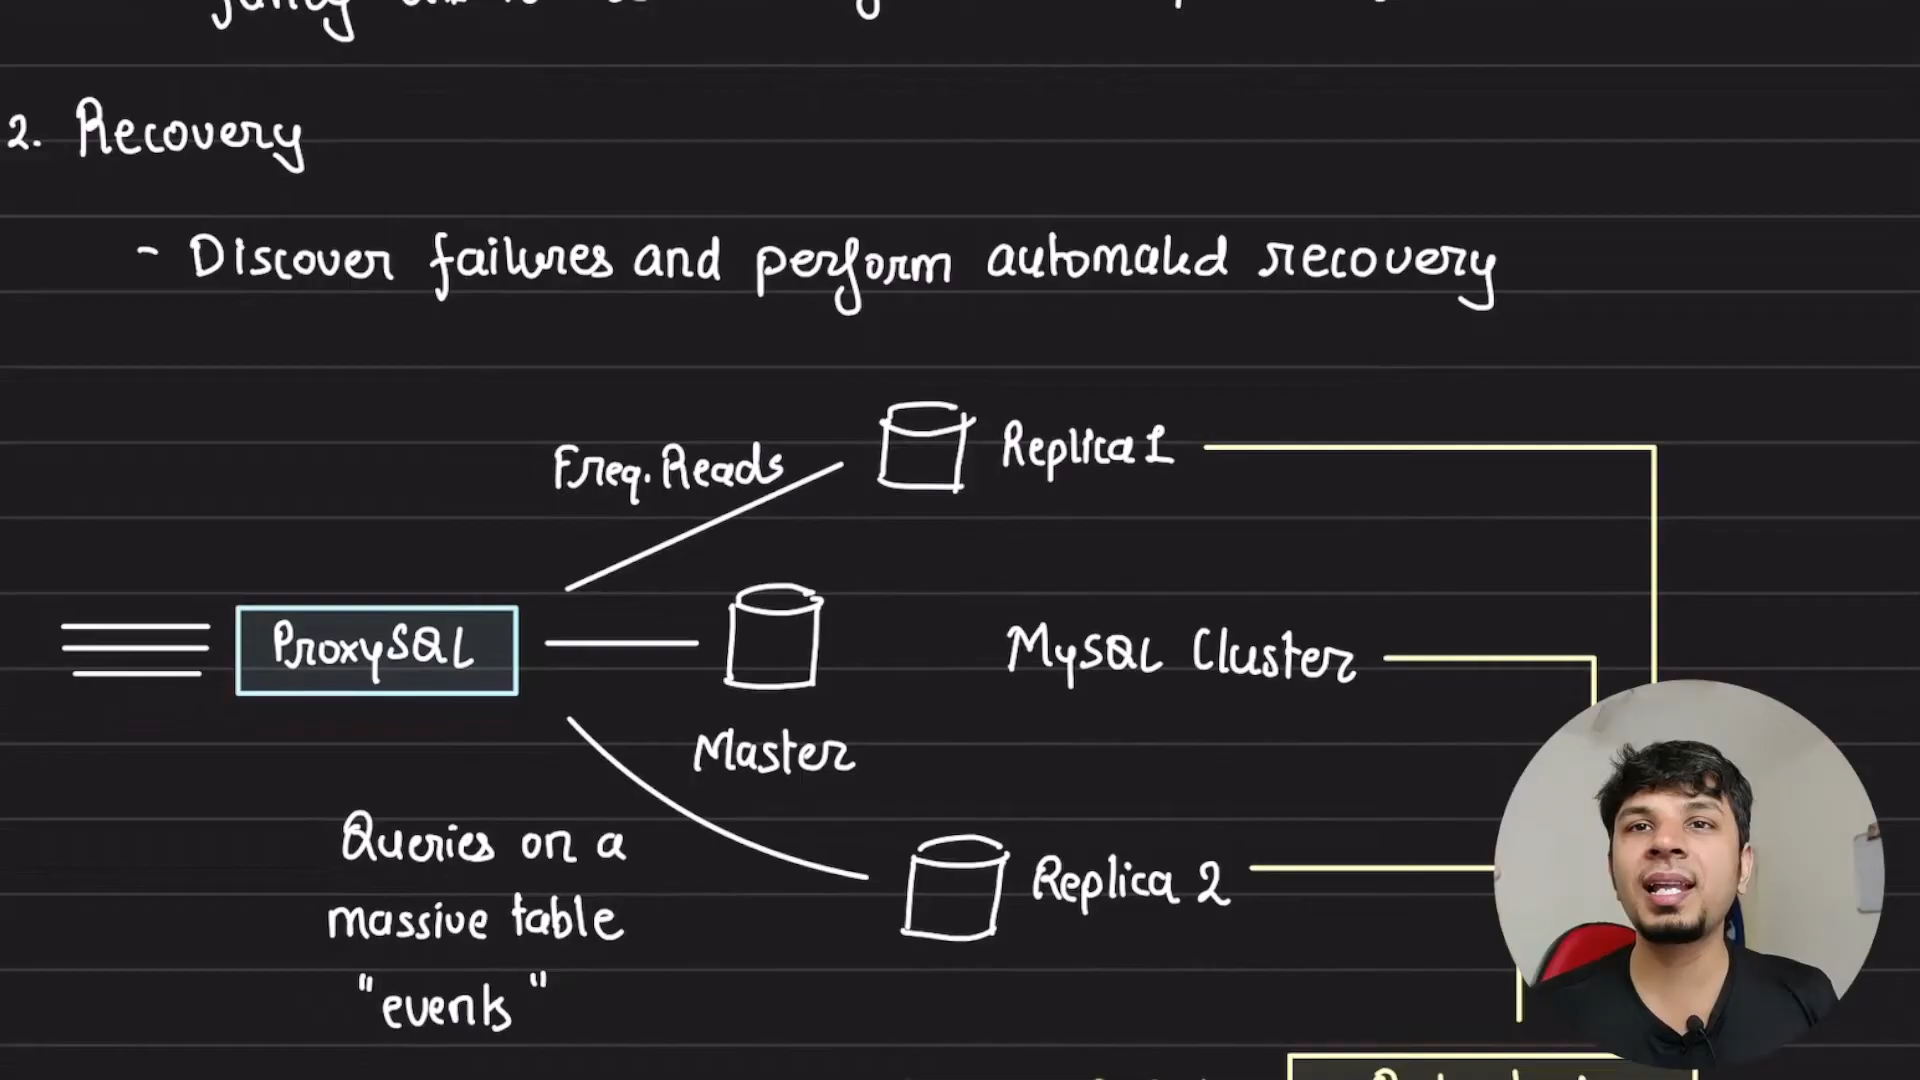 2. Recovery
- Discover failures and perform automated recovery
Freq. Reads
Replica 1
ProxySQL
Master
MySQL Cluster
Queries on a
massive table
"events"
Replica 2